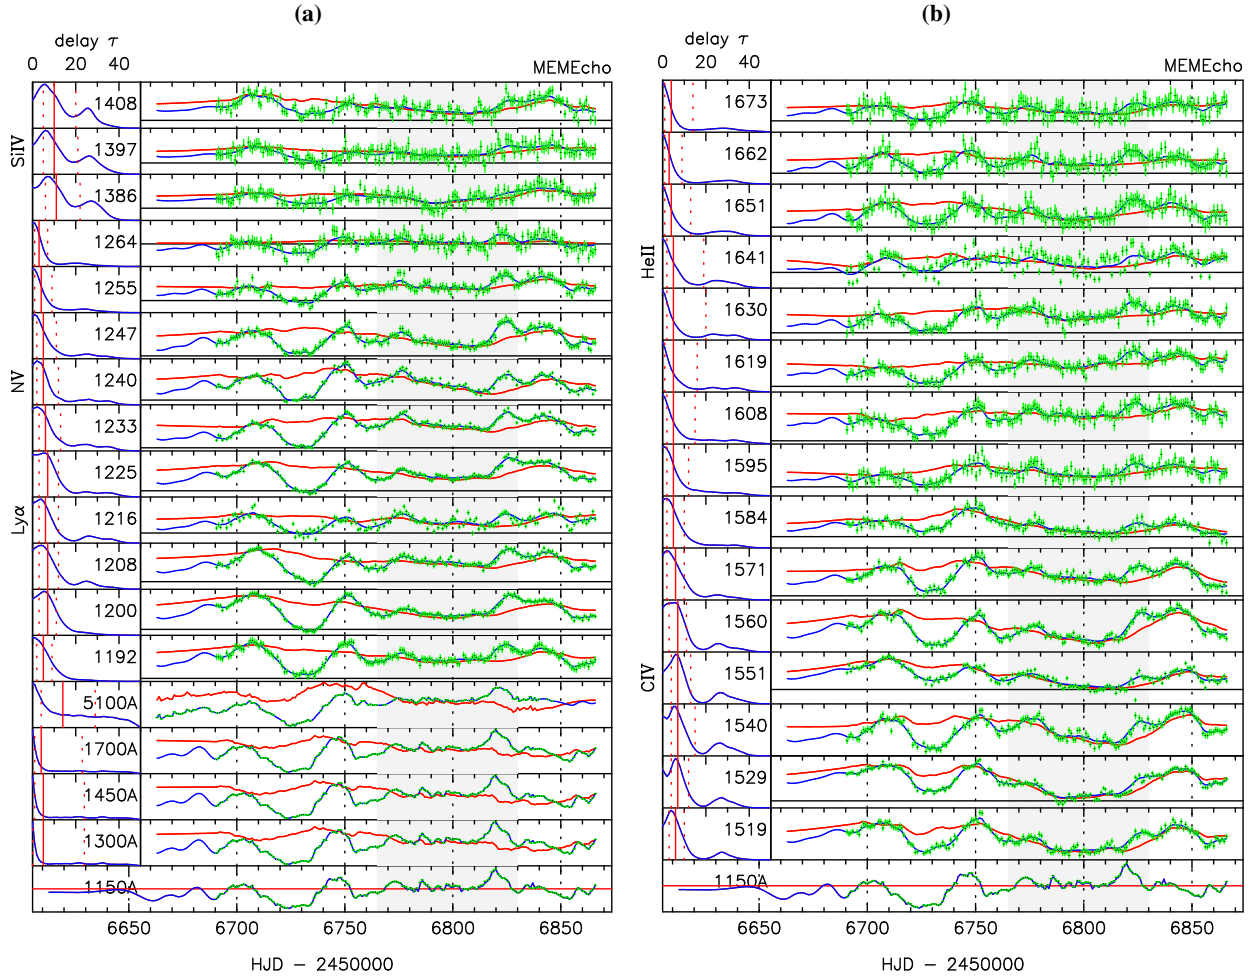 (a)
delay τ
0 20 40
MEMEcho
SiIV
1408
1397
1386
1264
1255
NV
1247
1240
1233
1225
Lyα
1216
1208
1200
1192
5100A
1700A
1450A
1300A
1150A
6650 6700 6750 6800 6850
HJD − 2450000
(b)
delay τ
0 20 40
MEMEcho
1673
1662
1651
HeII
1641
1630
1619
1608
1595
1584
1571
1560
CIV
1551
1540
1529
1519
1150A
6650 6700 6750 6800 6850
HJD − 2450000